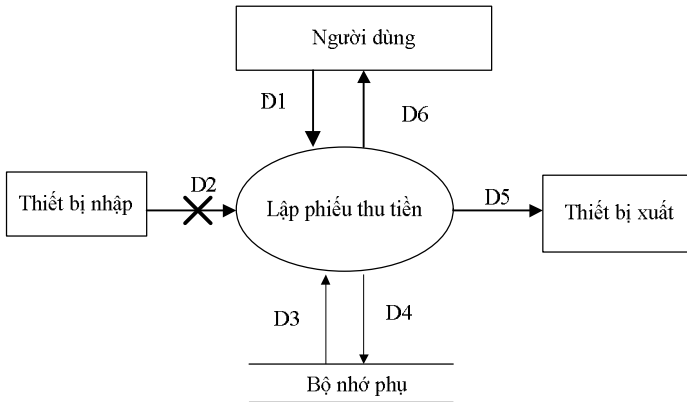 Người dùng
D1
D6
D2
Thiết bị nhập
Lập phiếu thu tiền
D5
Thiết bị xuất
D3
D4
Bộ nhớ phụ